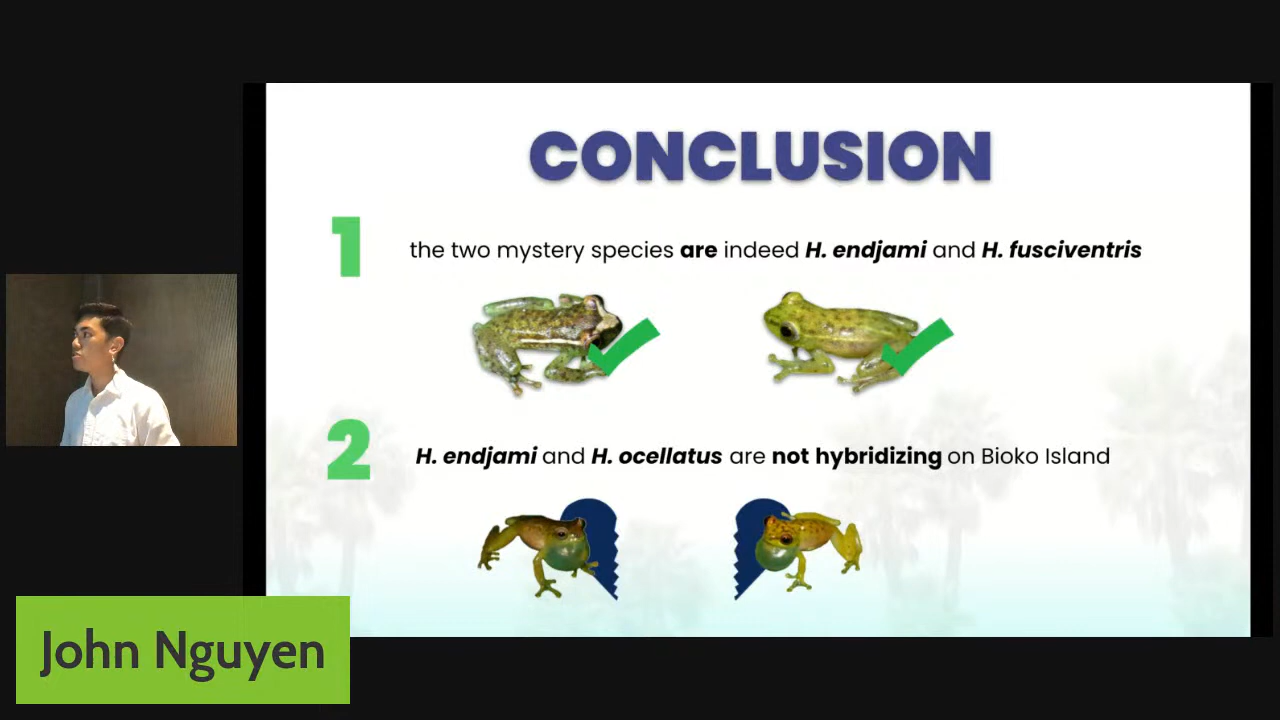 CONCLUSION
1
the two mystery species are indeed H. endjami and H. fusciventris
2
H. endjami and H. ocellatus are not hybridizing on Bioko Island
John Nguyen